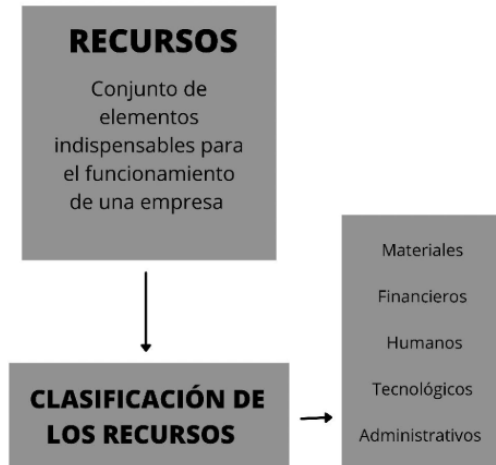 RECURSOS
Conjunto de
elementos
indispensables para
el funcionamiento
de una empresa
CLASIFICACIÓN DE
LOS RECURSOS
Materiales
Financieros
Humanos
Tecnológicos
Administrativos